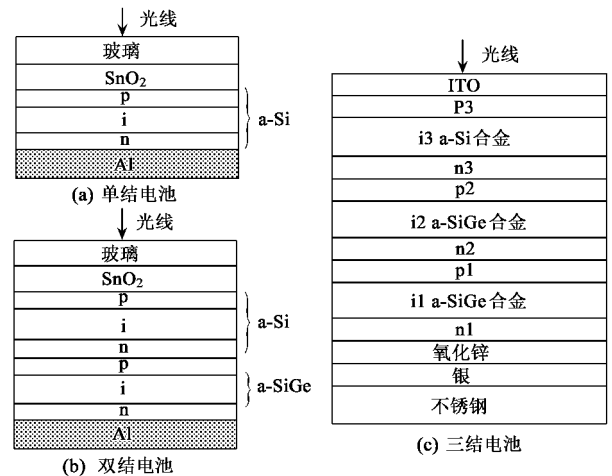 光线
玻璃
SnO₂
p
i
n
a-Si
Al
(a) 单结电池
光线
玻璃
SnO₂
p
i
n
a-Si
p
i
n
a-SiGe
Al
(b) 双结电池
光线
ITO
P3
i3 a-Si合金
n3
p2
i2 a-SiGe合金
n2
p1
i1 a-SiGe合金
n1
氧化锌
银
不锈钢
(c) 三结电池